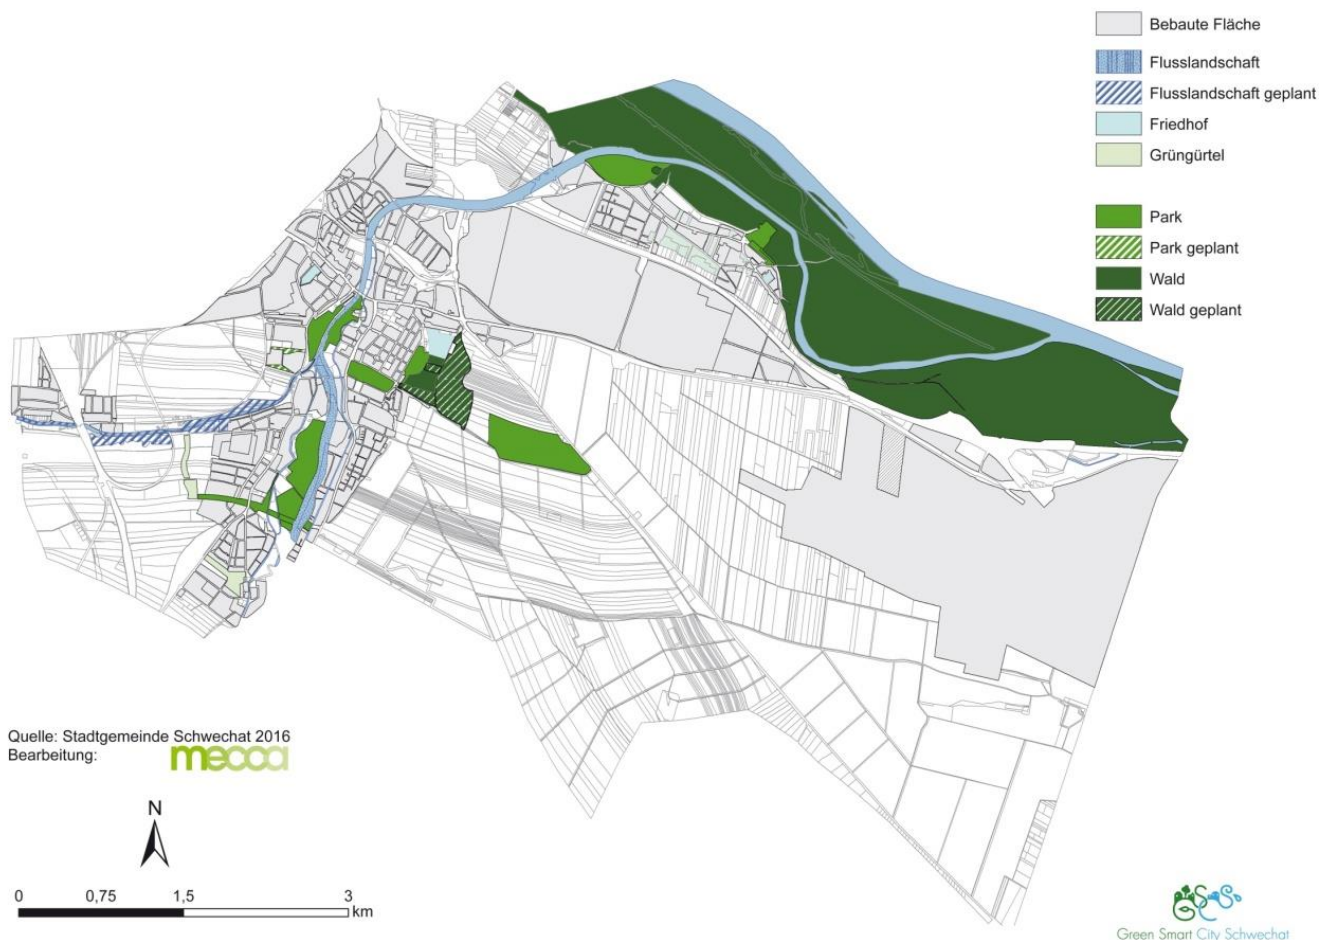 Bebaute Fläche
Flusslandschaft
Flusslandschaft geplant
Friedhof
Grüngürtel
Park
Park geplant
Wald
Wald geplant
Quelle: Stadtgemeinde Schwechat 2016
Bearbeitung:
mecca
N
0 0,75 1,5 3
km
GSCS
Green Smart City Schwechat